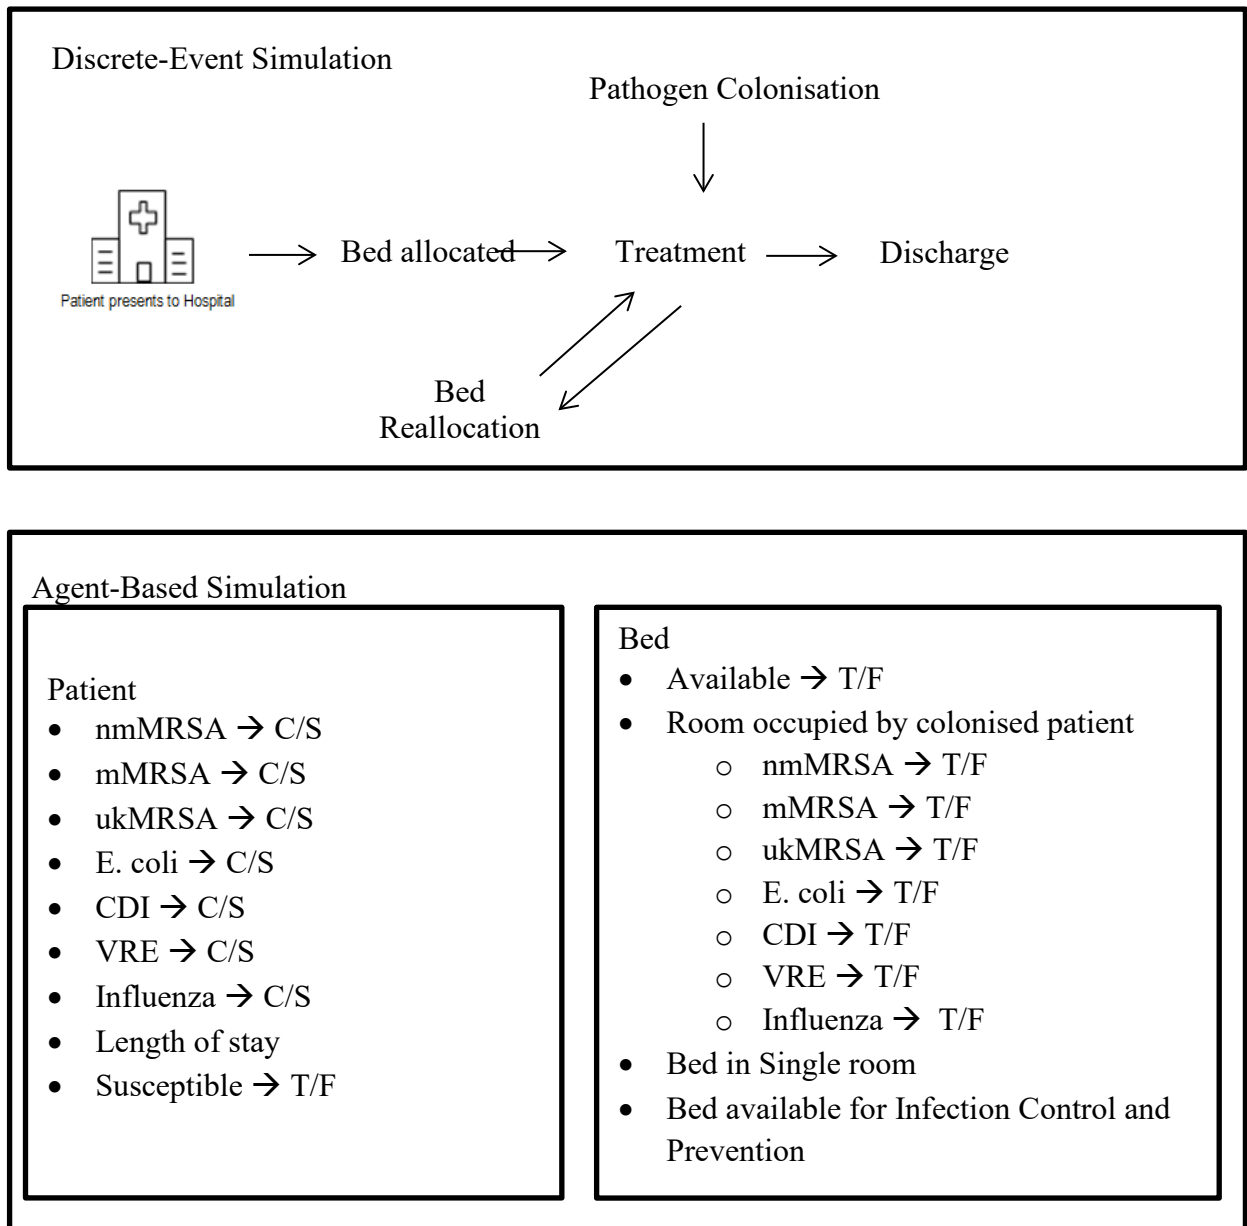 Discrete-Event Simulation
Pathogen Colonisation
Patient presents to Hospital
Bed allocated
Treatment
Discharge
Bed
Reallocation
Agent-Based Simulation
Patient
• nmMRSA → C/S
• mMRSA → C/S
• ukMRSA → C/S
• E. coli → C/S
• CDI → C/S
• VRE → C/S
• Influenza → C/S
• Length of stay
• Susceptible → T/F
Bed
• Available → T/F
• Room occupied by colonised patient
o nmMRSA → T/F
o mMRSA → T/F
o ukMRSA → T/F
o E. coli → T/F
o CDI → T/F
o VRE → T/F
o Influenza → T/F
• Bed in Single room
• Bed available for Infection Control and
Prevention